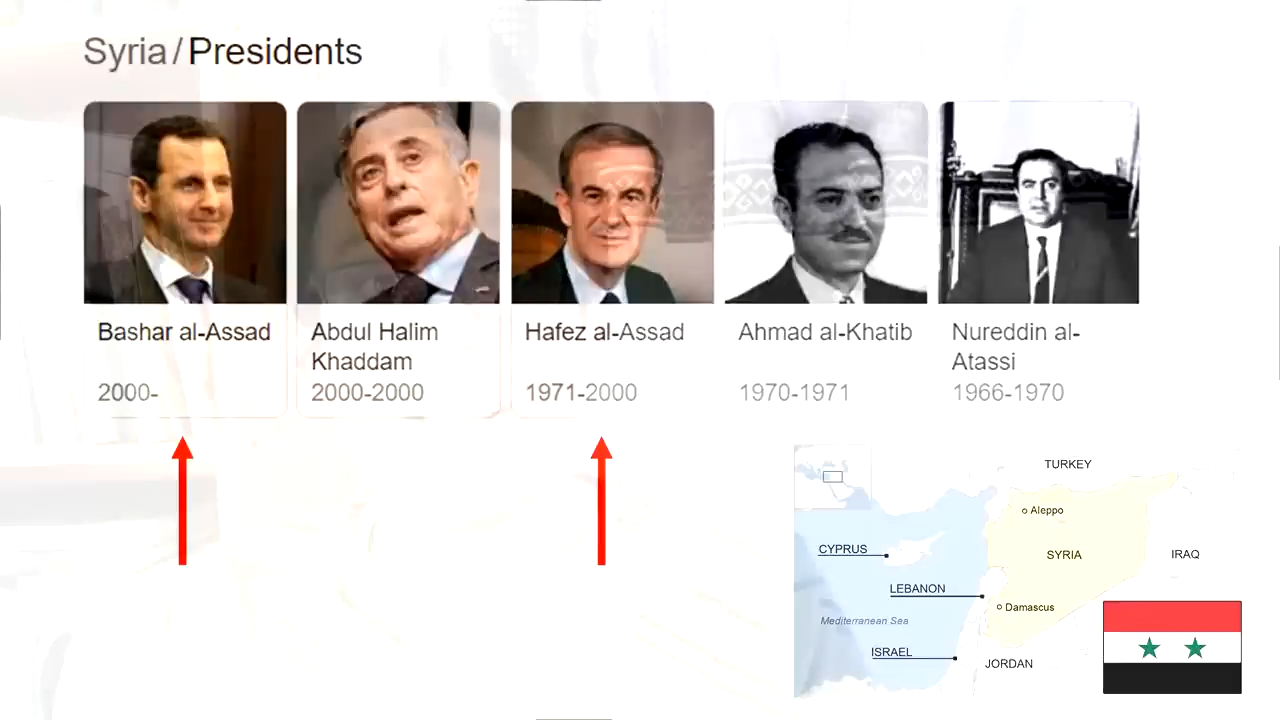 Syria/Presidents
Bashar al-Assad
2000-
Abdul Halim
Khaddam
2000-2000
Hafez al-Assad
1971-2000
Ahmad al-Khatib
1970-1971
Nureddin al-
Atassi
1966-1970
TURKEY
Aleppo
CYPRUS
SYRIA
IRAQ
LEBANON
Damascus
Mediterranean Sea
ISRAEL
JORDAN